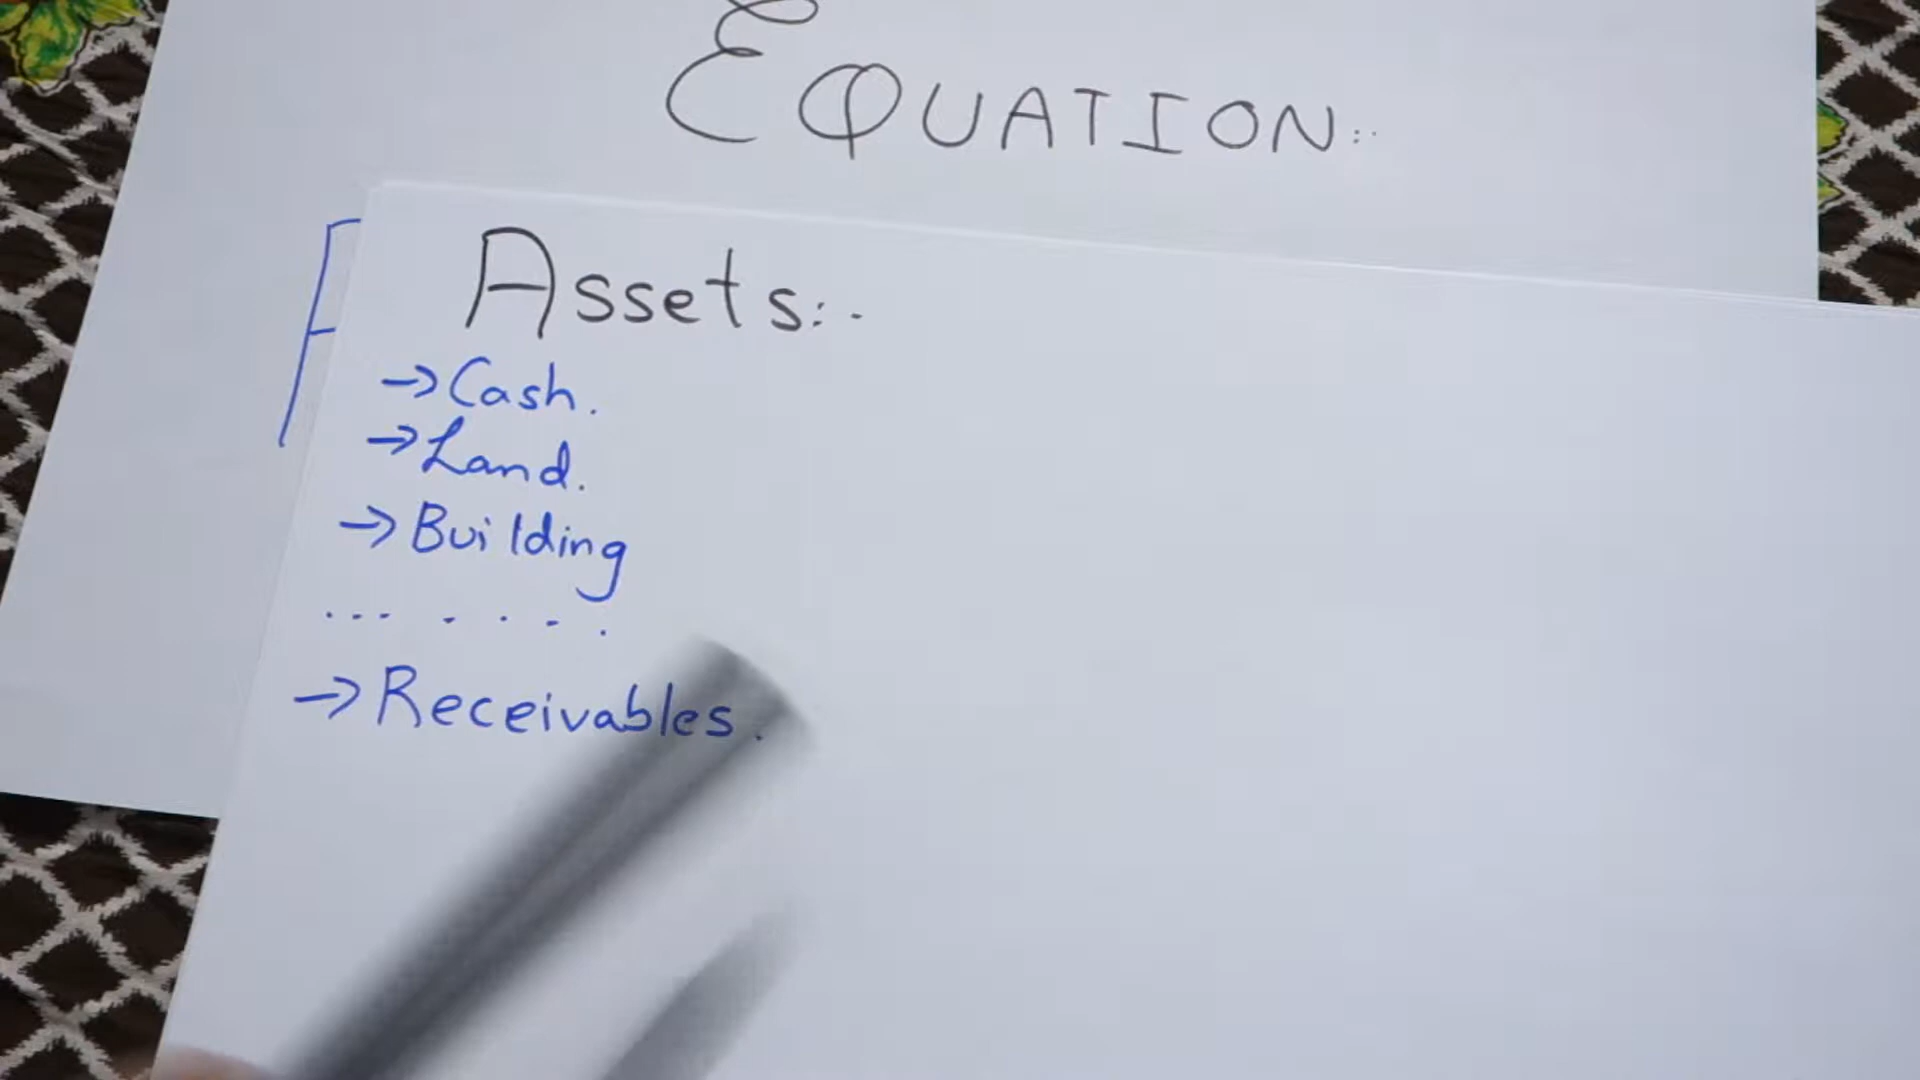 EQUATION:-
Assets:-
→Cash.
→Land.
→Building
... . . . .
→Receivables.